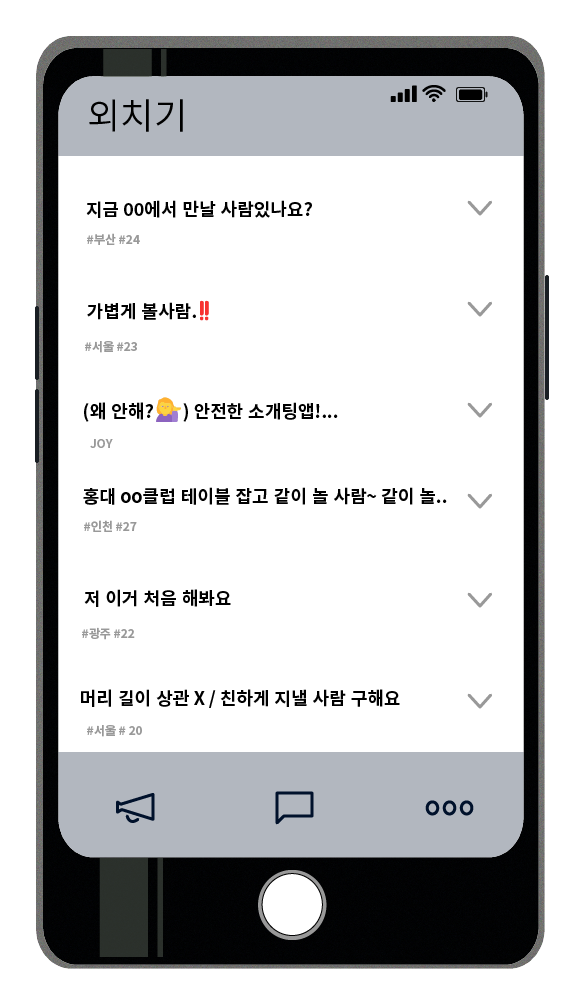 외치기
지금 00에서 만날 사람있나요?
#부산 #24
가볍게 볼사람.‼️
#서울 #23
(왜 안해?💁) 안전한 소개팅앱!...
JOY
홍대 oo클럽 테이블 잡고 같이 놀 사람~ 같이 놀..
#인천 #27
저 이거 처음 해봐요
#광주 #22
머리 길이 상관 X / 친하게 지낼 사람 구해요
#서울 # 20